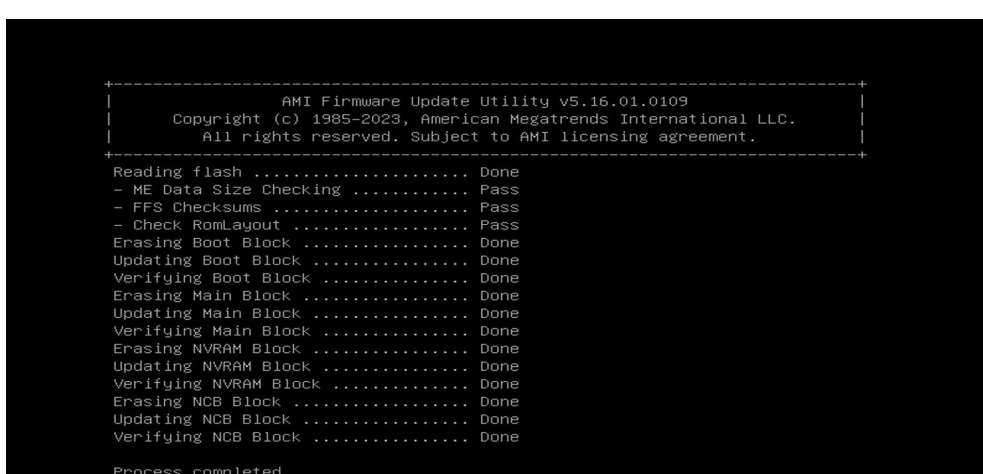 +------------------------------------------------------------------------------+
| AMI Firmware Update Utility v5.16.01.0109 |
| Copyright (c) 1985-2023, American Megatrends International LLC. |
| All rights reserved. Subject to AMI licensing agreement. |
+------------------------------------------------------------------------------+
Reading flash ...................... Done
- ME Data Size Checking ............ Pass
- FFS Checksums .................... Pass
- Check RomLayout .................. Pass
Erasing Boot Block ................. Done
Updating Boot Block ................ Done
Verifying Boot Block ............... Done
Erasing Main Block ................. Done
Updating Main Block ................ Done
Verifying Main Block ............... Done
Erasing NVRAM Block ................ Done
Updating NVRAM Block ............... Done
Verifying NVRAM Block .............. Done
Erasing NCB Block .................. Done
Updating NCB Block ................. Done
Verifying NCB Block ................ Done
Process completed